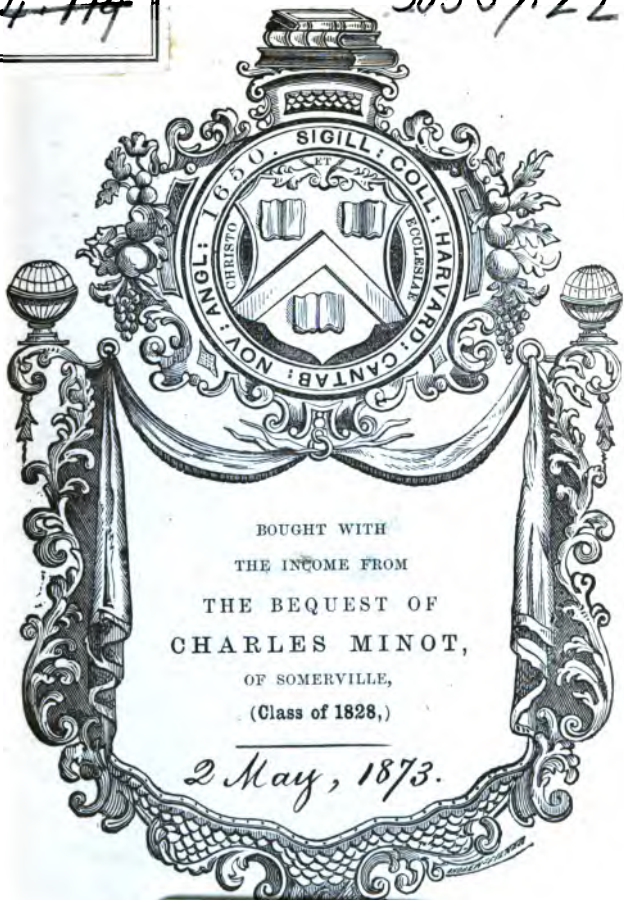 SIGILL: COLL: HARVARD: CANTAB: NOV: ANGL: 1650.
ET
CHRISTO
ECCLESIAE
BOUGHT WITH
THE INCOME FROM
THE BEQUEST OF
CHARLES MINOT,
OF SOMERVILLE,
(Class of 1828,)
2 May, 1873.